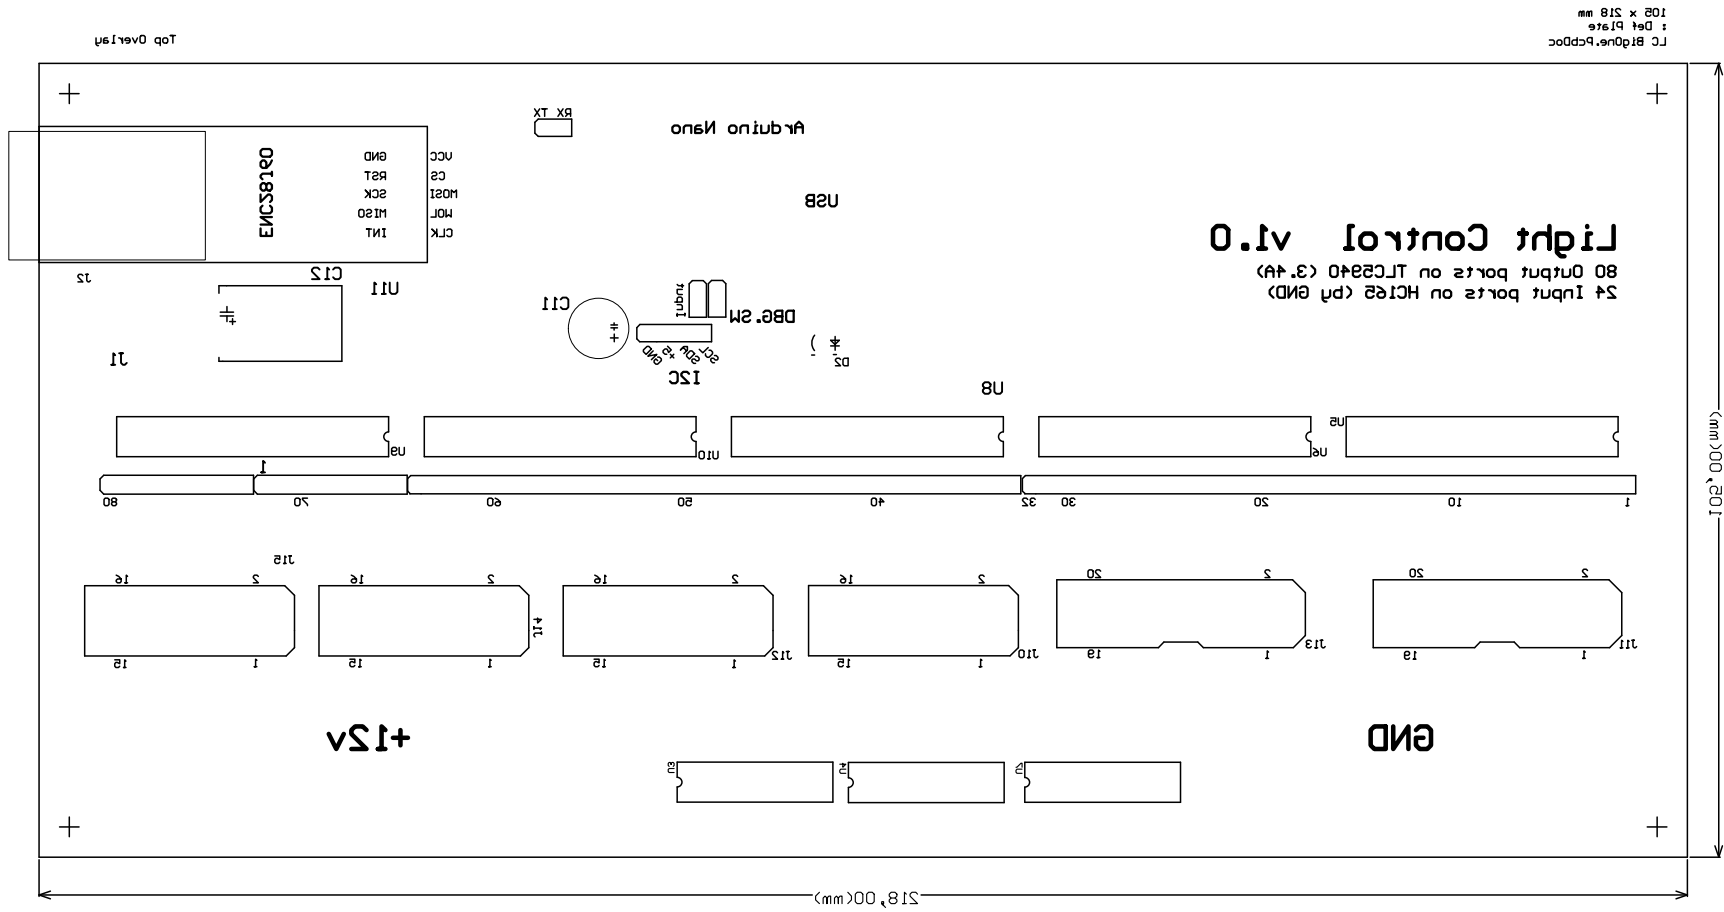 105 x 218 mm
: Def Plate
LC BigOne.PcbDoc
Top Overlay
RX TX
Arduino Nano
ENC28J60
VCC GND
CS RST
MOSI SCK
WOL MISO
CLK INT
USB
Light Control v1.0
80 Output ports on TLC5940 (3.4A)
24 Input ports on HC165 (by GND)
J2
C12
U11
C11
Input
DBG.SW
SCL
SDA
+5
GND
I2C
D2
J1
U8
U5
U6
U10
U9
1
1
10
20
30
32
40
50
60
70
80
J15
2 20
1 19
J11
2 20
1 19
J13
2 16
1 15
J10
2 16
1 15
J12
2 16
1 15
J14
2 16
1 15
GND
+12v
U7
U4
U3
105,00(mm)
218,00(mm)